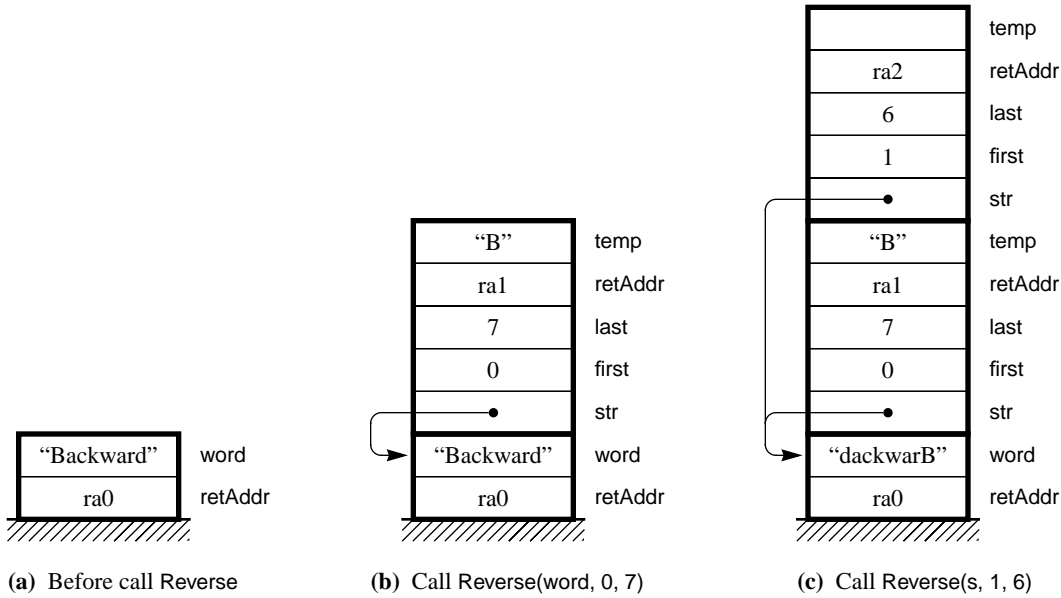 “Backward” word
ra0 retAddr
(a) Before call Reverse
“B” temp
ra1 retAddr
7 last
0 first
str
“Backward” word
ra0 retAddr
(b) Call Reverse(word, 0, 7)
temp
ra2 retAddr
6 last
1 first
str
“B” temp
ra1 retAddr
7 last
0 first
str
“dackwarB” word
ra0 retAddr
(c) Call Reverse(s, 1, 6)